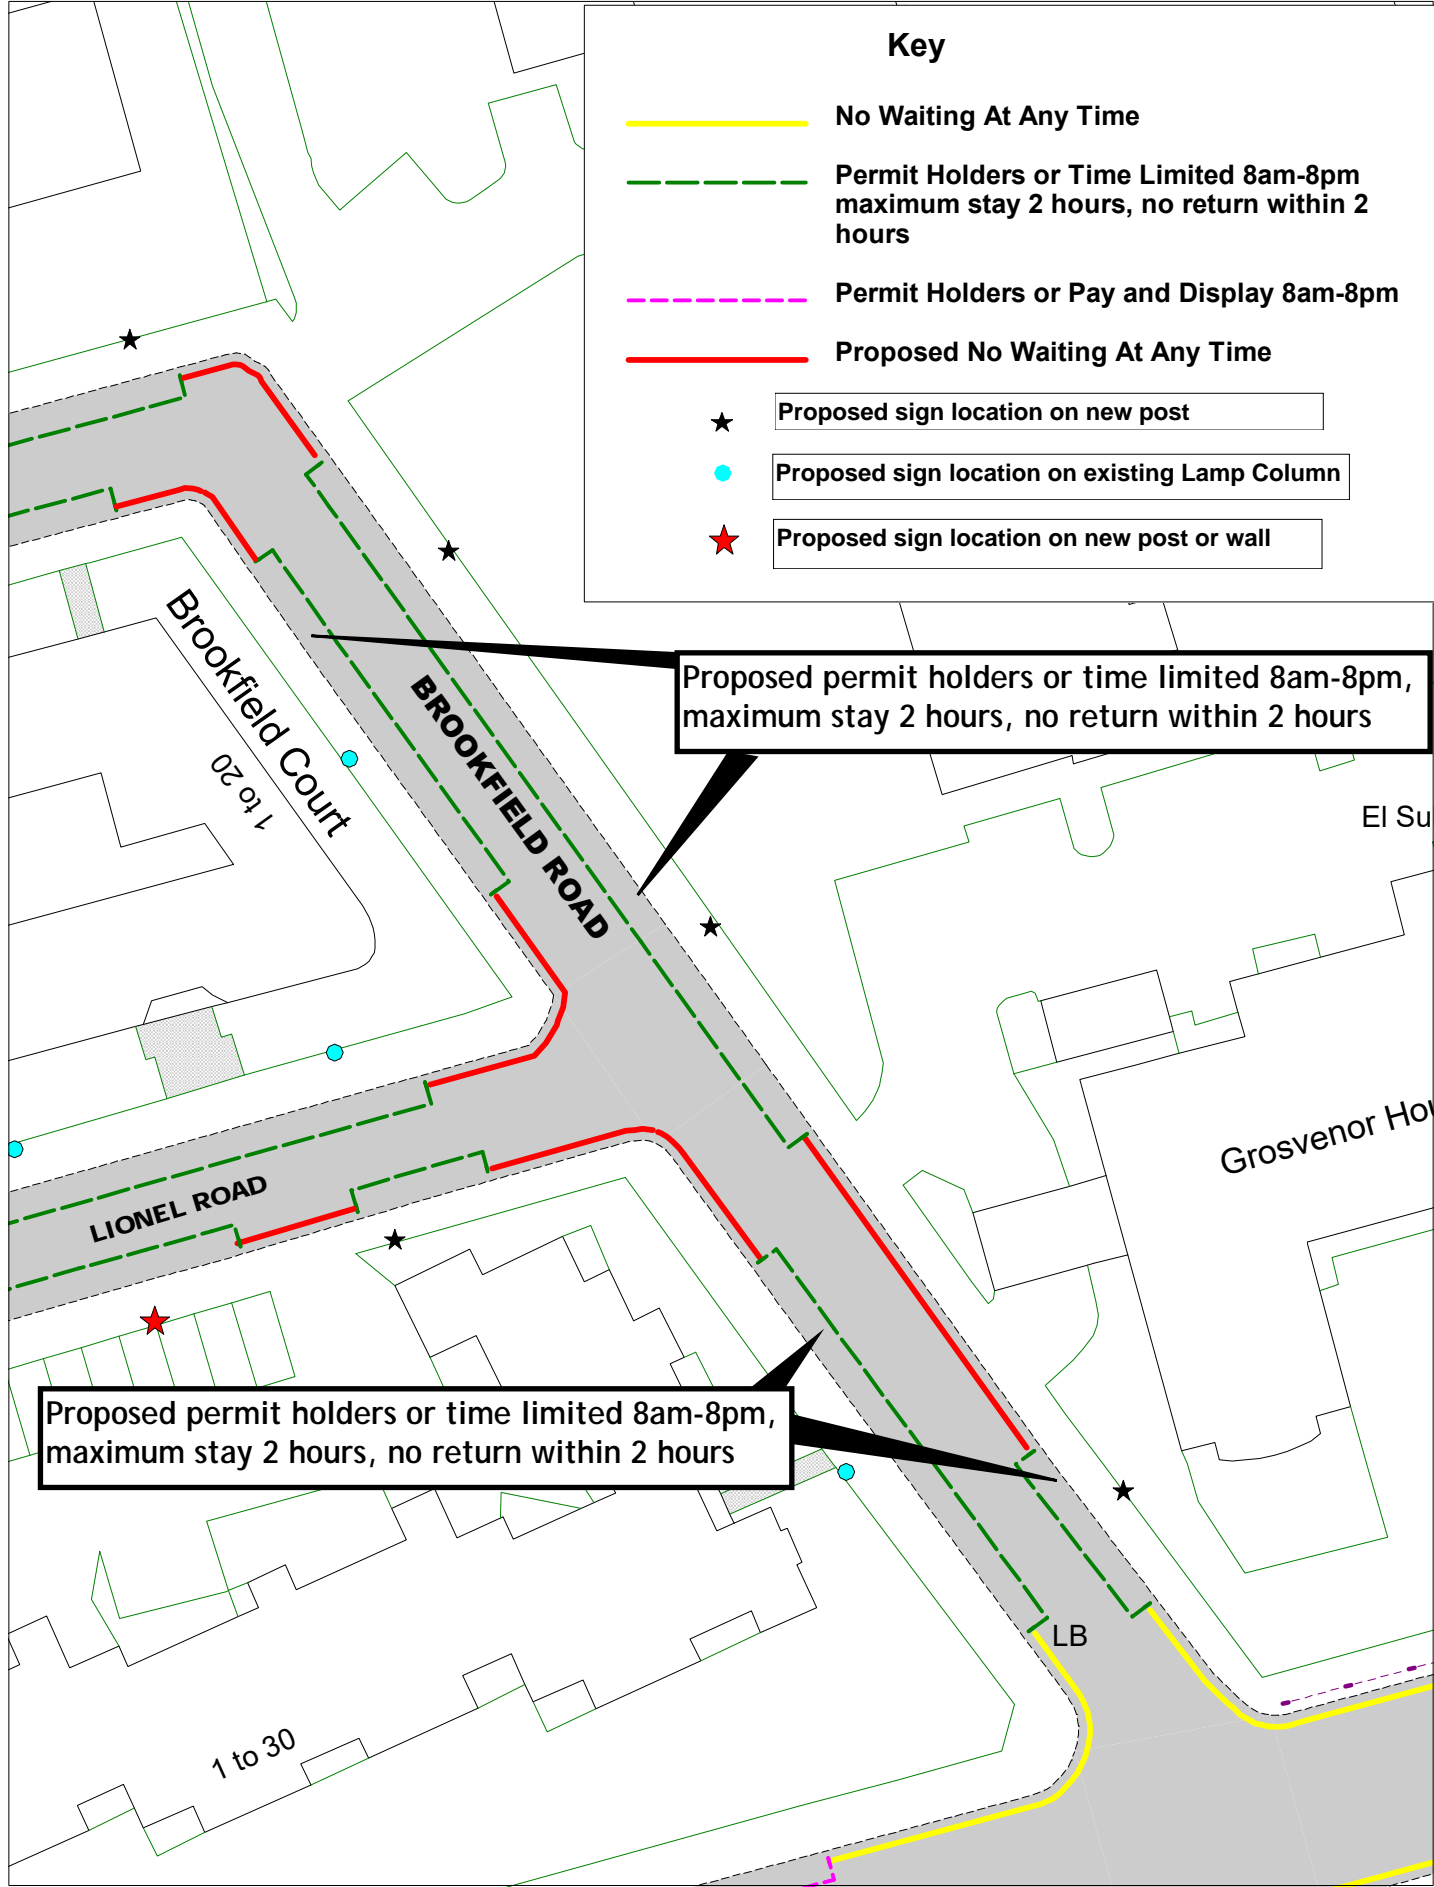 Key
No Waiting At Any Time
Permit Holders or Time Limited 8am-8pm
maximum stay 2 hours, no return within 2
hours
Permit Holders or Pay and Display 8am-8pm
Proposed No Waiting At Any Time
Proposed sign location on new post
Proposed sign location on existing Lamp Column
Proposed sign location on new post or wall
Brookfield Court
1 to 20
BROOKFIELD ROAD
Proposed permit holders or time limited 8am-8pm,
maximum stay 2 hours, no return within 2 hours
El Su
Grosvenor Hou
LIONEL ROAD
Proposed permit holders or time limited 8am-8pm,
maximum stay 2 hours, no return within 2 hours
LB
1 to 30